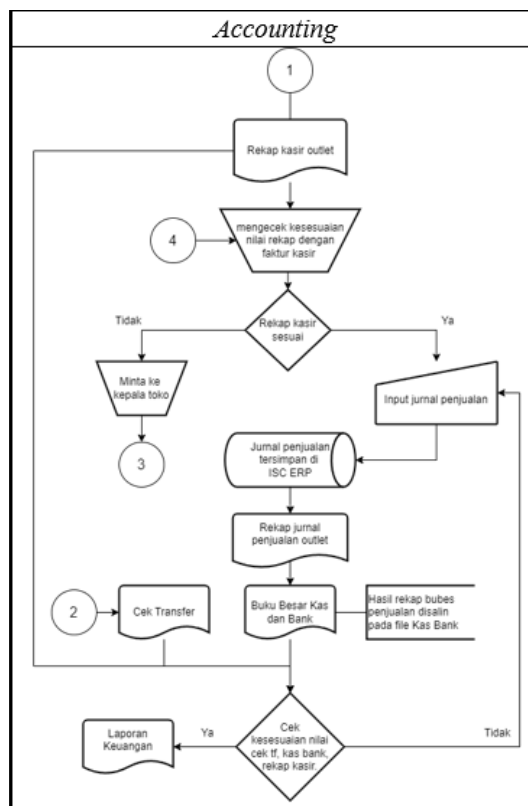 Accounting
1
Rekap kasir outlet
4
mengecek kesesuaian
nilai rekap dengan
faktur kasir
Tidak
Rekap kasir
sesuai
Ya
Minta ke
kepala toko
Input jurnal penjualan
3
Jurnal penjualan
tersimpan di
ISC ERP
Rekap jurnal
penjualan outlet
2
Cek Transfer
Buku Besar Kas
dan Bank
Hasil rekap bubes
penjualan disalin
pada file Kas Bank
Laporan
Keuangan
Ya
Cek
kesesuaian nilai
cek tf, kas bank,
rekap kasir.
Tidak